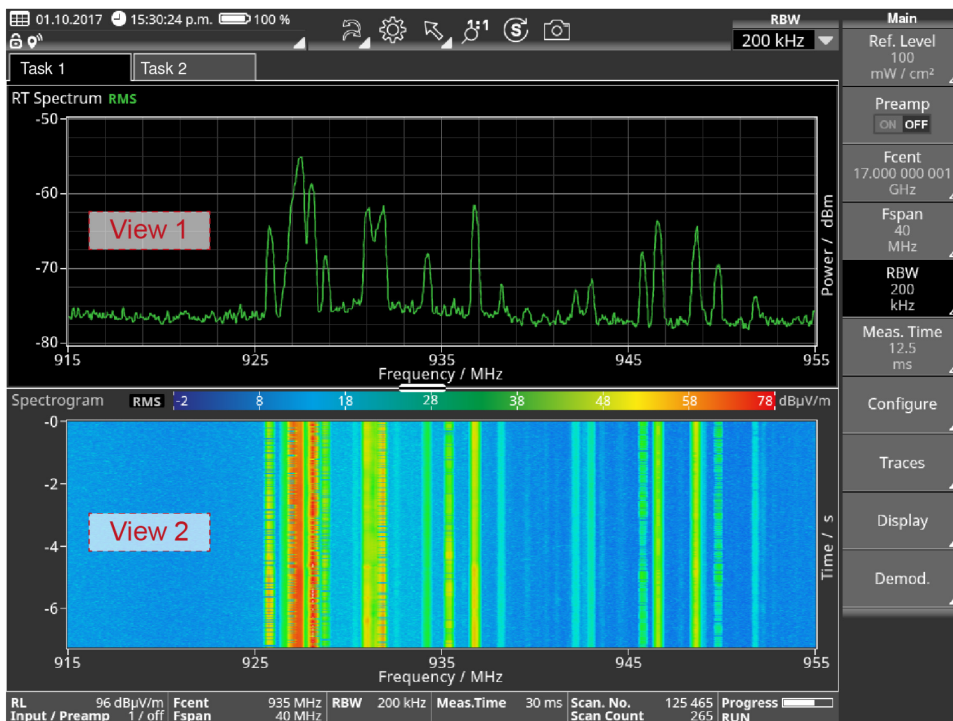 01.10.2017 15:30:24 p.m. 100 %
1:1 S
RBW
200 kHz
Task 1 Task 2
RT Spectrum RMS
-50
-60
-70
-80
View 1
Power / dBm
915 925 935 945 955
Frequency / MHz
Spectrogram RMS -2 8 18 28 38 48 58 78 dBµV/m
-0
-2
-4
-6
View 2
Time / s
915 925 935 945 955
Frequency / MHz
RL 96 dBµV/m Fcent 935 MHz RBW 200 kHz Meas.Time 30 ms Scan. No. 125 465 Progress
Input / Preamp 1 / off Fspan 40 MHz Scan Count 265 RUN
Main
Ref. Level
100
mW / cm²
Preamp
ON OFF
Fcent
17.000 000 001
GHz
Fspan
40
MHz
RBW
200
kHz
Meas. Time
12.5
ms
Configure
Traces
Display
Demod.